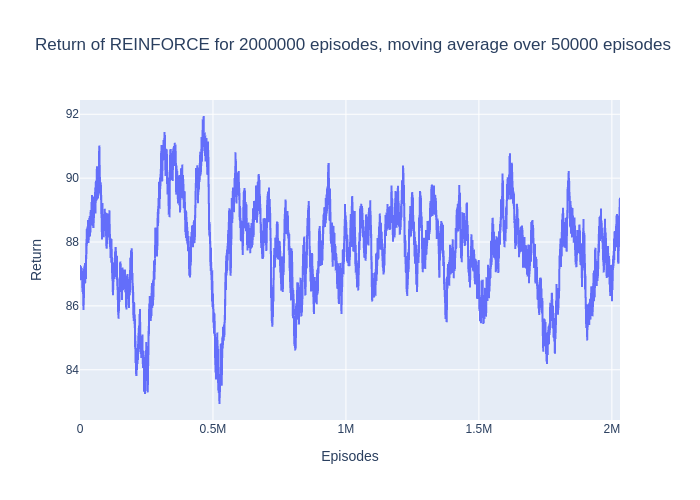 Return of REINFORCE for 2000000 episodes, moving average over 50000 episodes
92
90
88
86
84
Return
0
0.5M
1M
1.5M
2M
Episodes